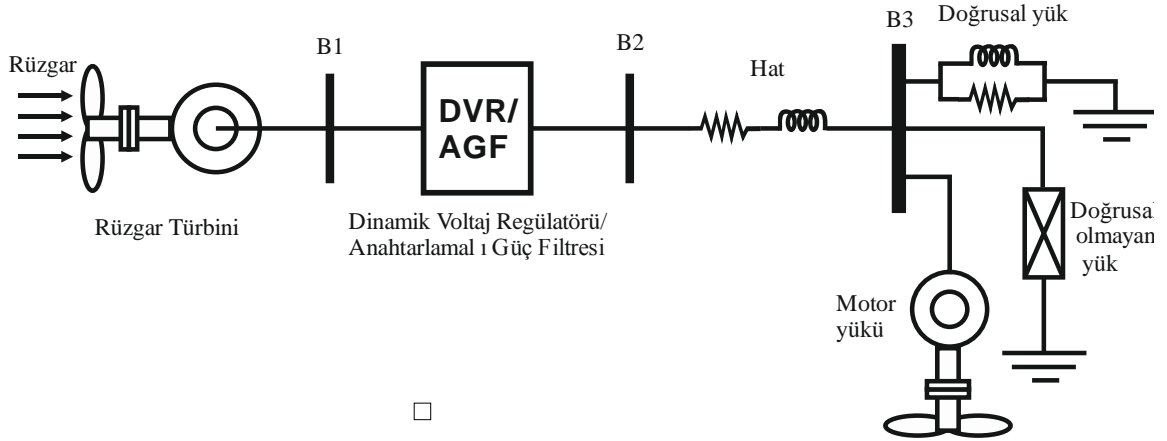 Rüzgar
B1
DVR/
AGF
B2
Hat
B3
Doğrusal yük
Rüzgar Türbini
Dinamik Voltaj Regülatörü/
Anahtarlamal ı Güç Filtresi
Doğrusal
olmayan
yük
Motor
yükü